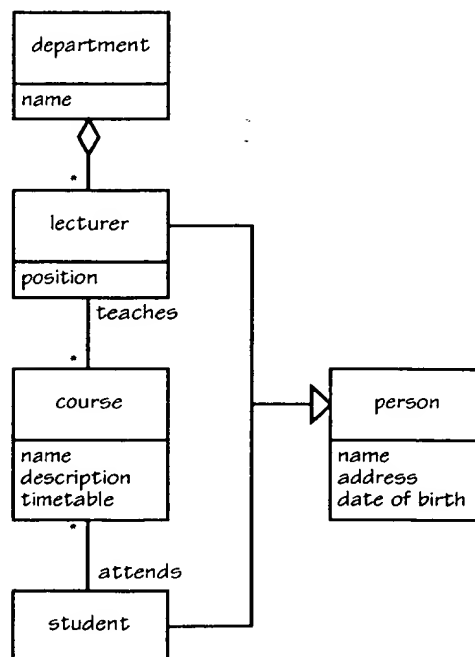 department
name
*
lecturer
position
teaches
*
course
name
description
timetable
*
attends
student
person
name
address
date of birth